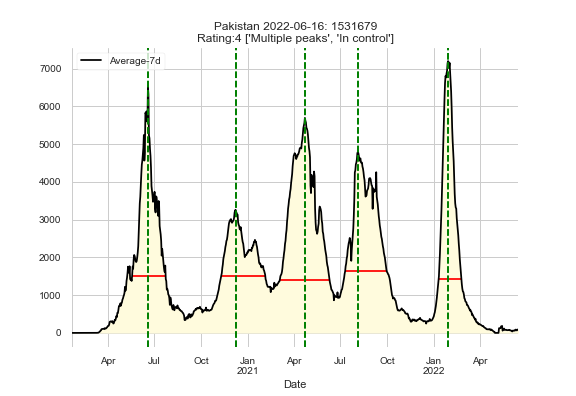 Pakistan 2022-06-16: 1531679
Rating:4 ['Multiple peaks', 'In control']
Average-7d
7000
6000
5000
4000
3000
2000
1000
0
Apr Jul Oct Jan Apr Jul Oct Jan Apr
2021 2022
Date